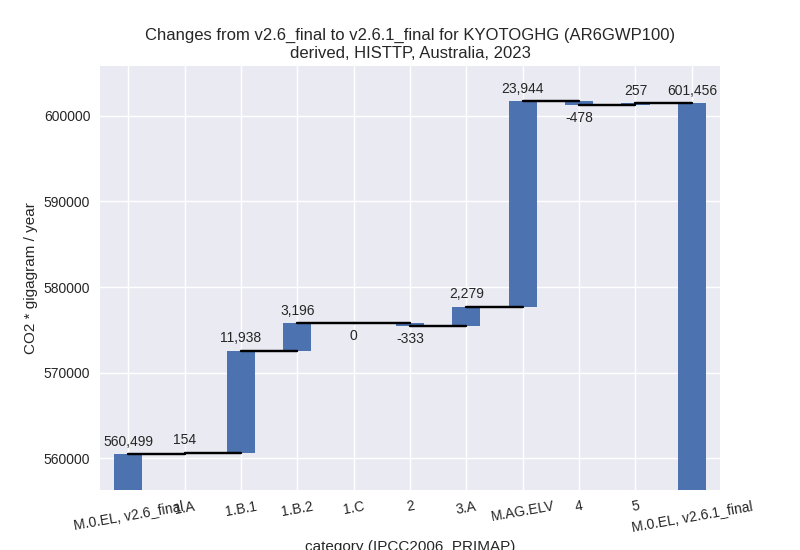 Changes from v2.6_final to v2.6.1_final for KYOTOGHG (AR6GWP100)
derived, HISTTP, Australia, 2023
CO2 * gigagram / year
600000
590000
580000
570000
560000
560,499
154
11,938
3,196
0
-333
2,279
23,944
-478
257
601,456
M.0.EL, v2.6_final
1.A
1.B.1
1.B.2
1.C
2
3.A
M.AG.ELV
4
5
M.0.EL, v2.6.1_final
category (IPCC2006_PRIMAP)